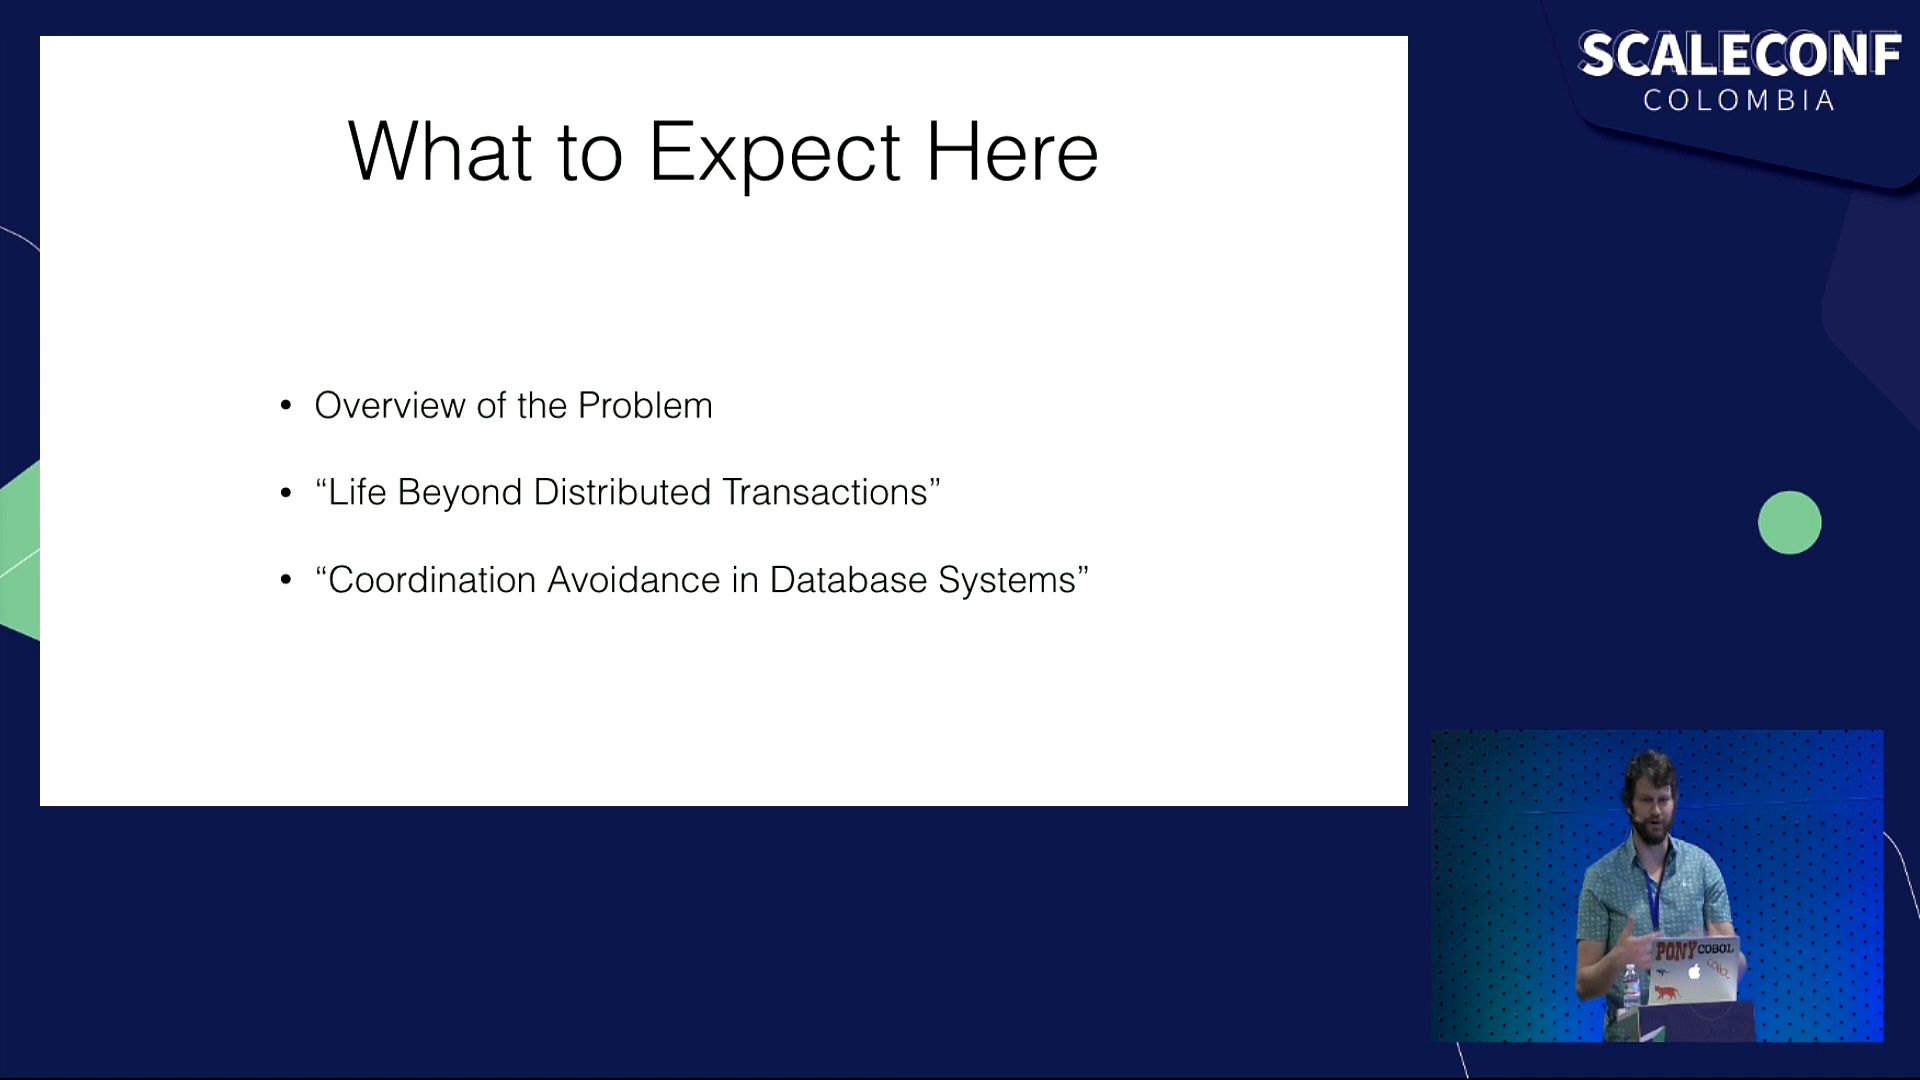 What to Expect Here
• Overview of the Problem
• “Life Beyond Distributed Transactions”
• “Coordination Avoidance in Database Systems”
SCALECONF
COLOMBIA
PONY COBOL
COBOL